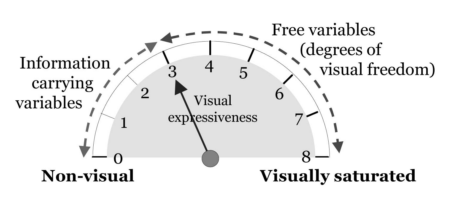 Free variables
(degrees of
visual freedom)
Information
carrying
variables
0
1
2
3
4
5
6
7
8
Visual
expressiveness
Non-visual
Visually saturated